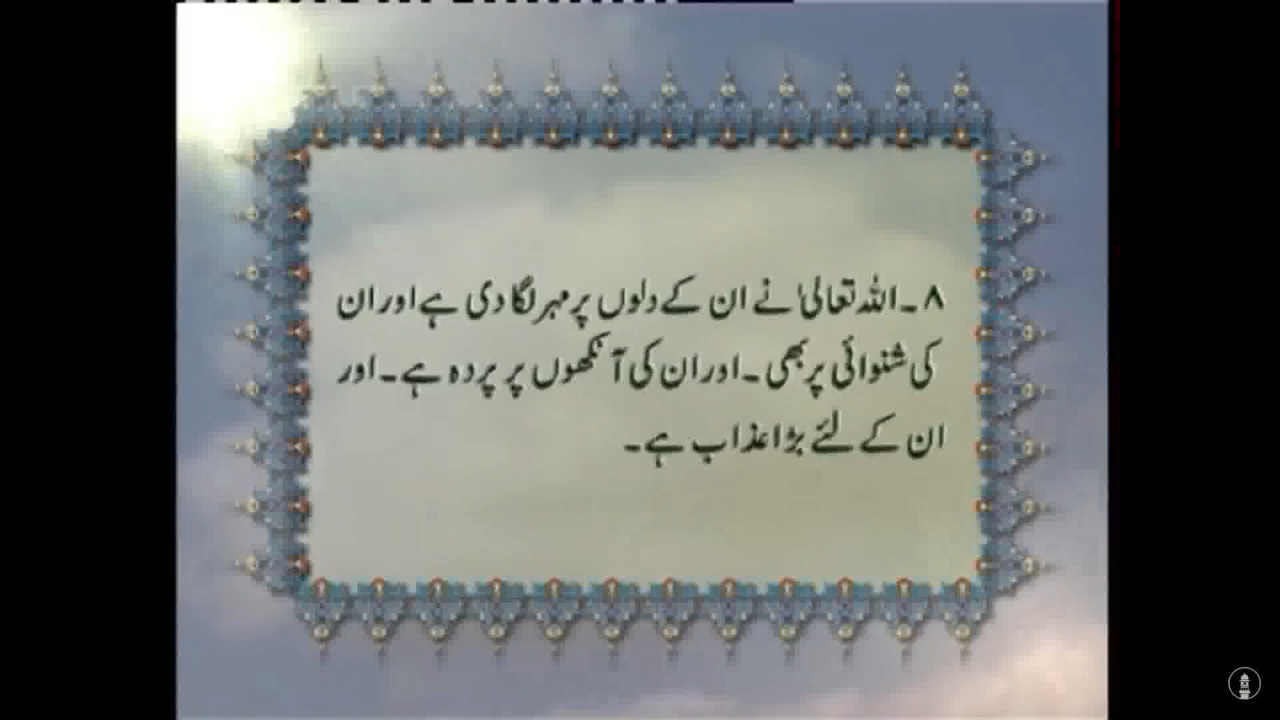 ۸۔اللہ تعالیٰ نے ان کے دلوں پر مہر لگا دی ہے اور ان
کی شنوائی پر بھی۔اور ان کی آنکھوں پر پردہ ہے۔اور
ان کے لئے بڑا عذاب ہے۔